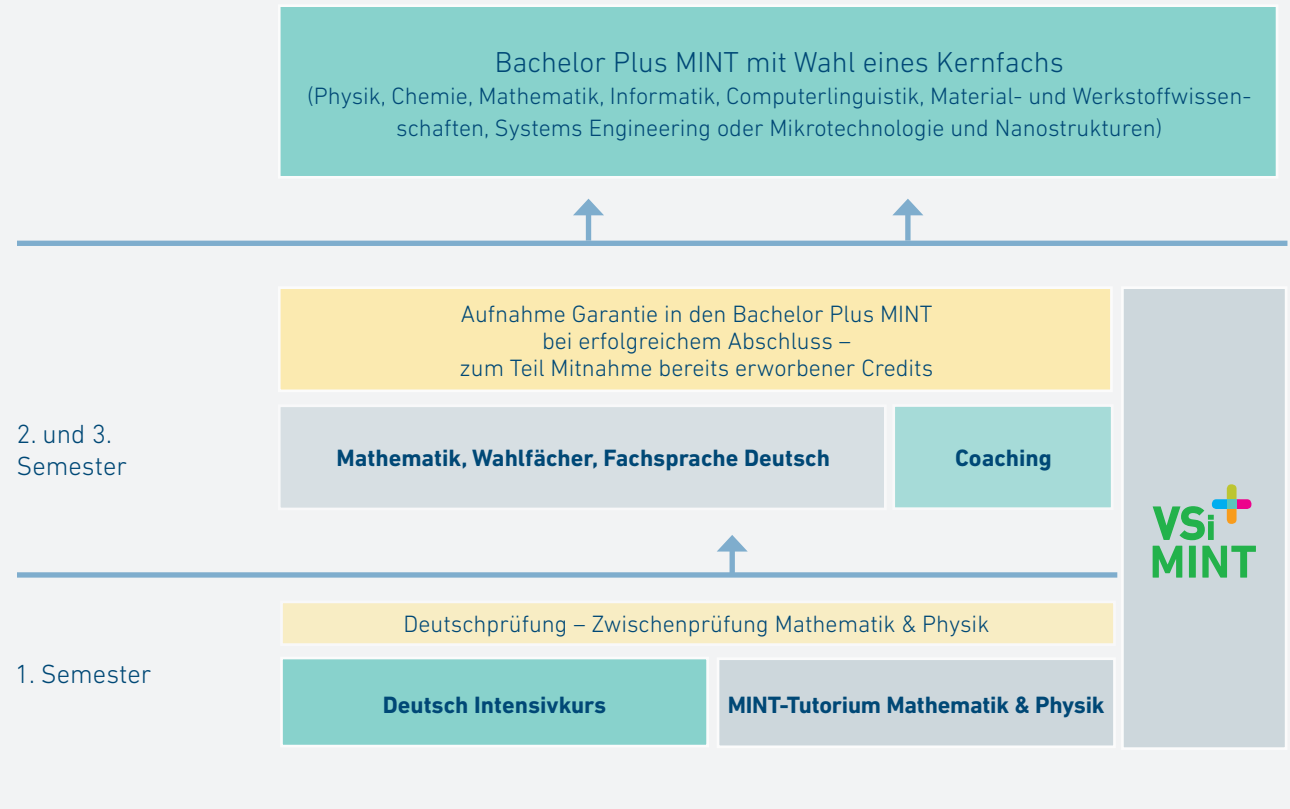 Bachelor Plus MINT mit Wahl eines Kernfachs
(Physik, Chemie, Mathematik, Informatik, Computerlinguistik, Material- und Werkstoffwissen-
schaften, Systems Engineering oder Mikrotechnologie und Nanostrukturen)
Aufnahme Garantie in den Bachelor Plus MINT
bei erfolgreichem Abschluss –
zum Teil Mitnahme bereits erworbener Credits
2. und 3.
Semester
Mathematik, Wahlfächer, Fachsprache Deutsch
Coaching
VSi
MINT
Deutschprüfung – Zwischenprüfung Mathematik & Physik
1. Semester
Deutsch Intensivkurs
MINT-Tutorium Mathematik & Physik